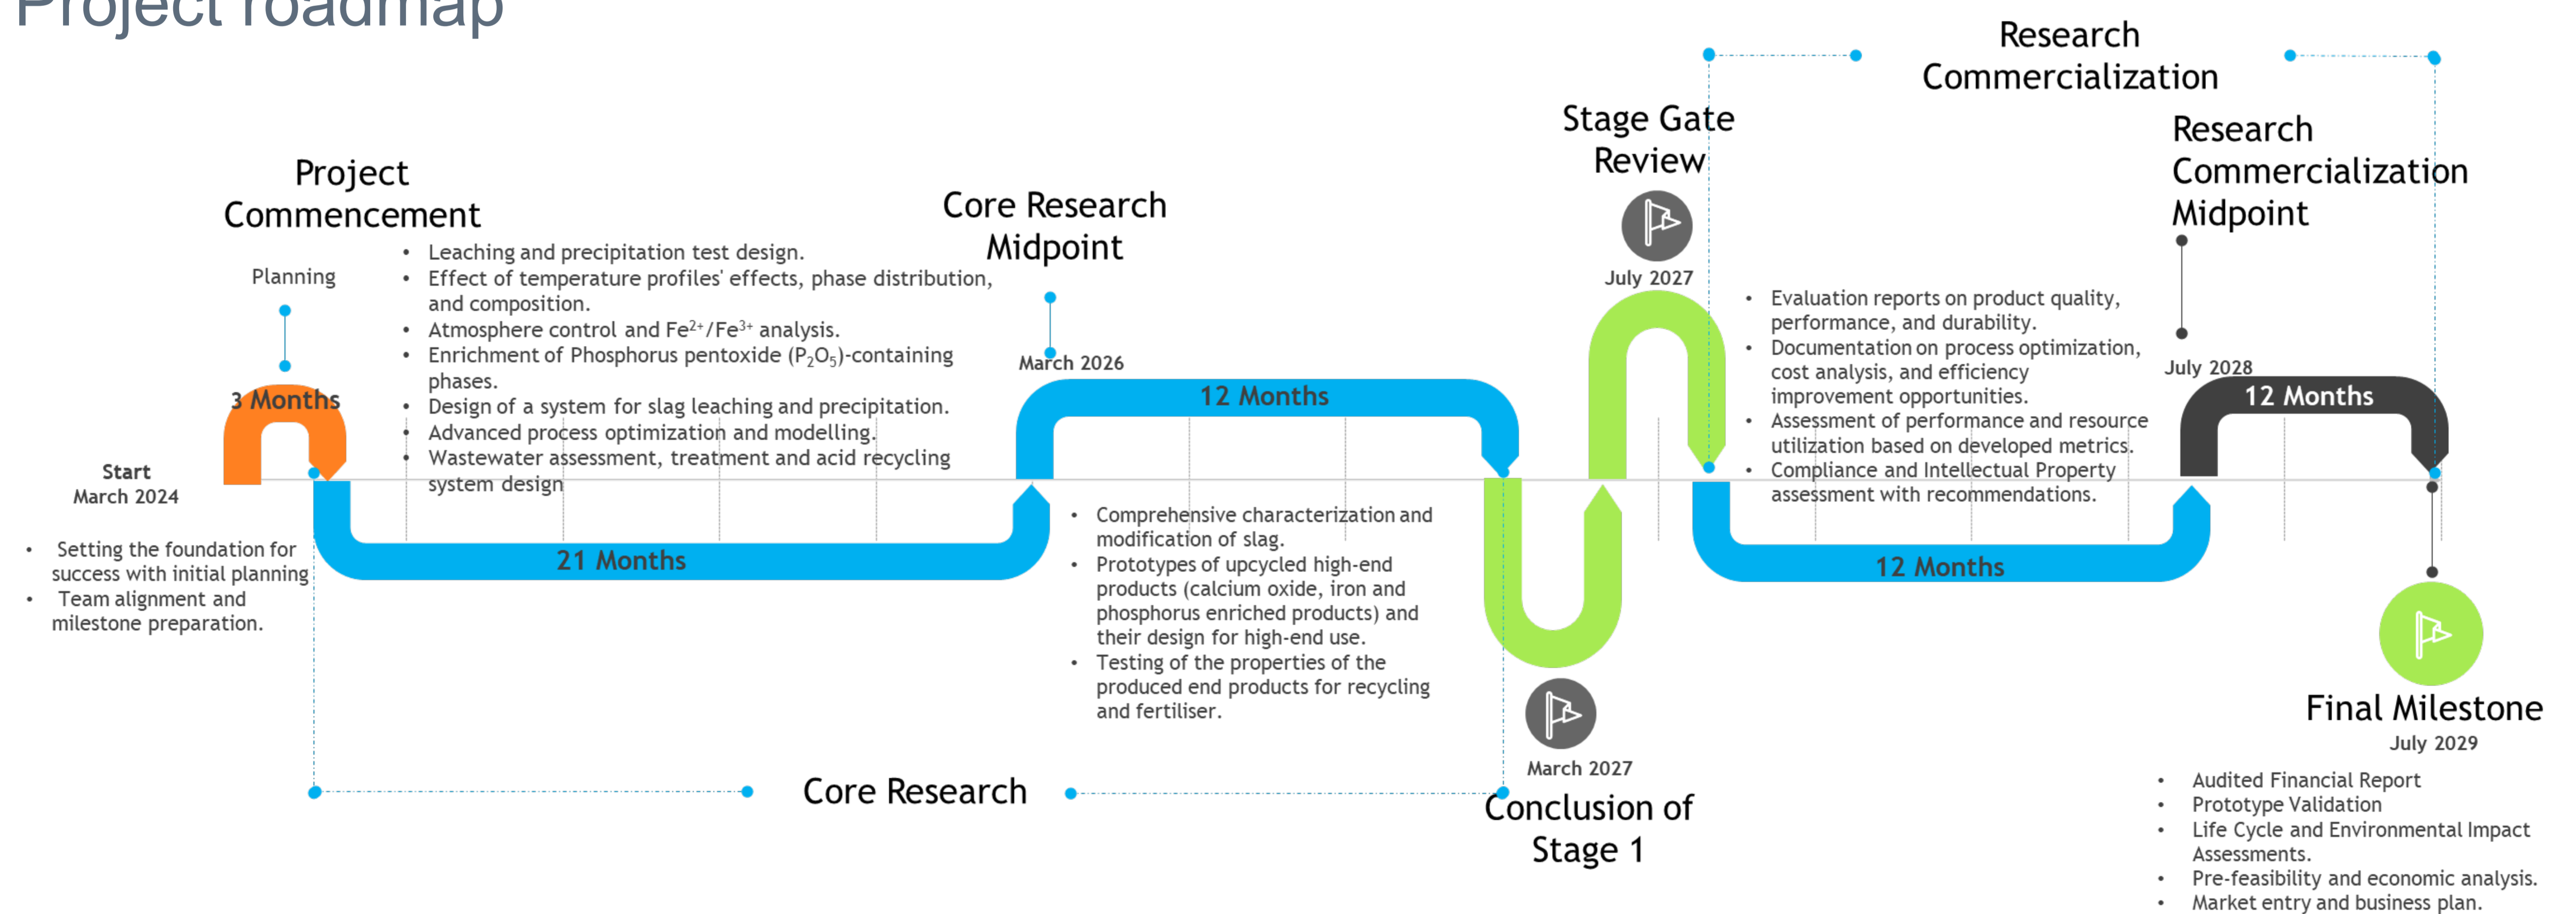 Project roadmap
Research
Commercialization
Stage Gate
Review
Research
Commercialization
Midpoint
Project
Commencement
Core Research
Midpoint
Planning
July 2027
• Leaching and precipitation test design.
• Effect of temperature profiles' effects, phase distribution,
and composition.
• Atmosphere control and Fe²⁺/Fe³⁺ analysis.
• Enrichment of Phosphorus pentoxide (P₂O₅)-containing
phases.
• Design of a system for slag leaching and precipitation.
• Advanced process optimization and modelling.
• Wastewater assessment, treatment and acid recycling
system design
• Evaluation reports on product quality,
performance, and durability.
• Documentation on process optimization,
cost analysis, and efficiency
improvement opportunities.
• Assessment of performance and resource
utilization based on developed metrics.
• Compliance and Intellectual Property
assessment with recommendations.
March 2026
July 2028
3 Months
12 Months
12 Months
Start
March 2024
• Setting the foundation for
success with initial planning
• Team alignment and
milestone preparation.
21 Months
• Comprehensive characterization and
modification of slag.
• Prototypes of upcycled high-end
products (calcium oxide, iron and
phosphorus enriched products) and
their design for high-end use.
• Testing of the properties of the
produced end products for recycling
and fertiliser.
12 Months
Core Research
March 2027
Conclusion of
Stage 1
Final Milestone
July 2029
• Audited Financial Report
• Prototype Validation
• Life Cycle and Environmental Impact
Assessments.
• Pre-feasibility and economic analysis.
• Market entry and business plan.